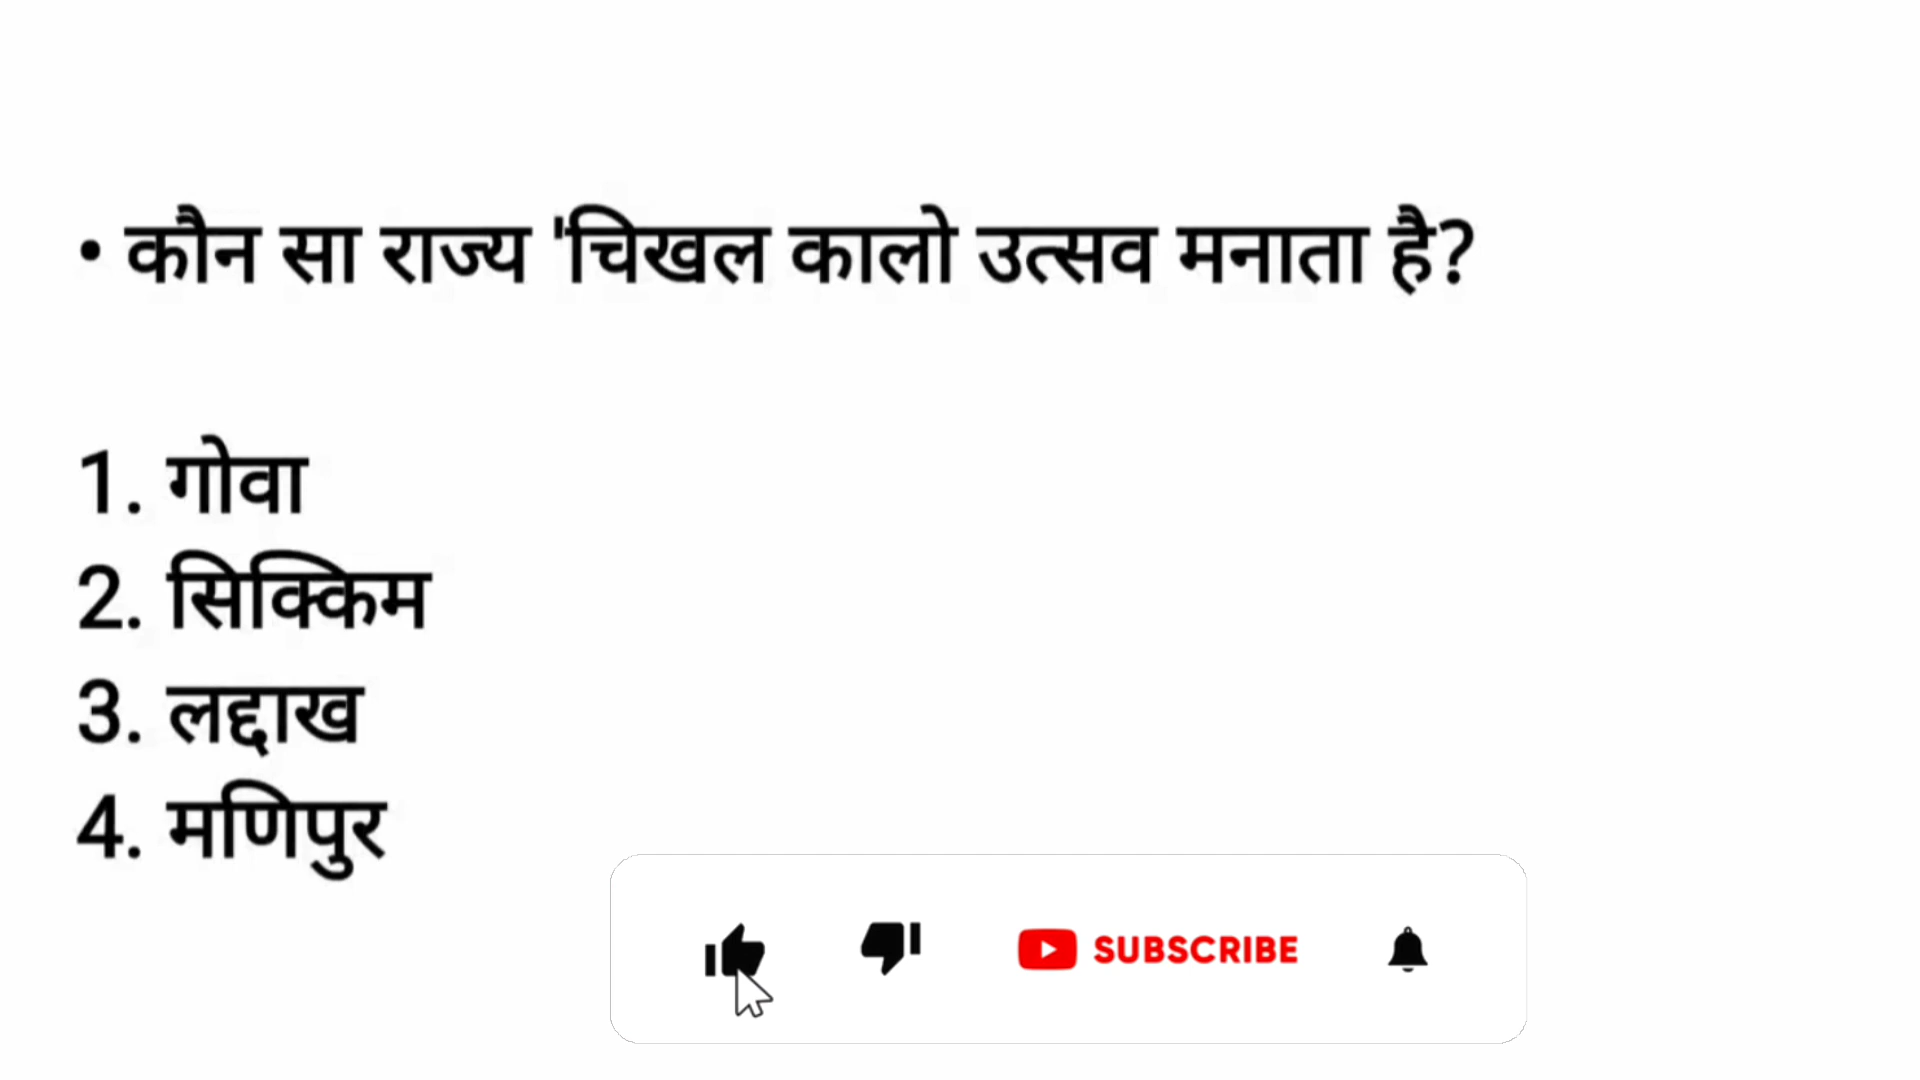 • कौन सा राज्य 'चिखल कालो उत्सव मनाता है?
1. गोवा
2. सिक्किम
3. लद्दाख
4. मणिपुर
SUBSCRIBE